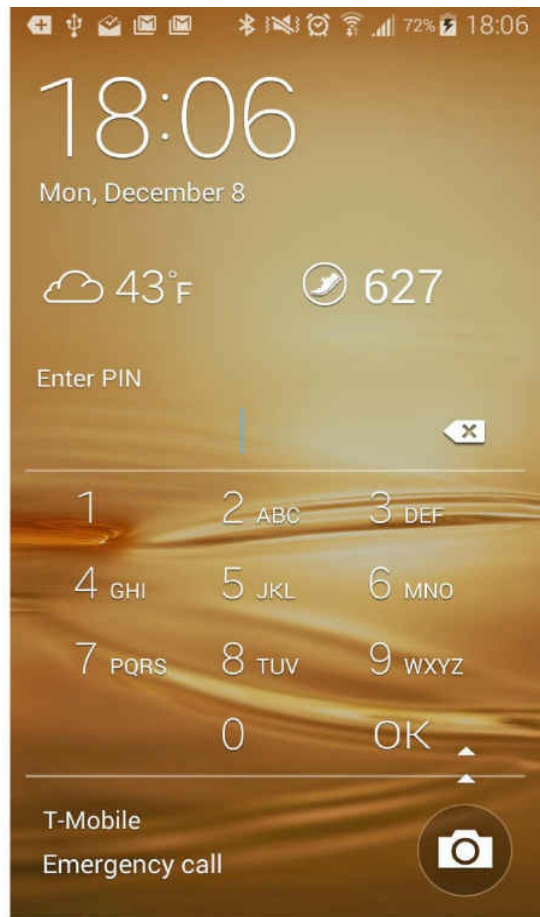 72% 18:06
18:06
Mon, December 8
43°F 627
Enter PIN
1 2 ABC 3 DEF
4 GHI 5 JKL 6 MNO
7 PQRS 8 TUV 9 WXYZ
0 OK
T-Mobile
Emergency call